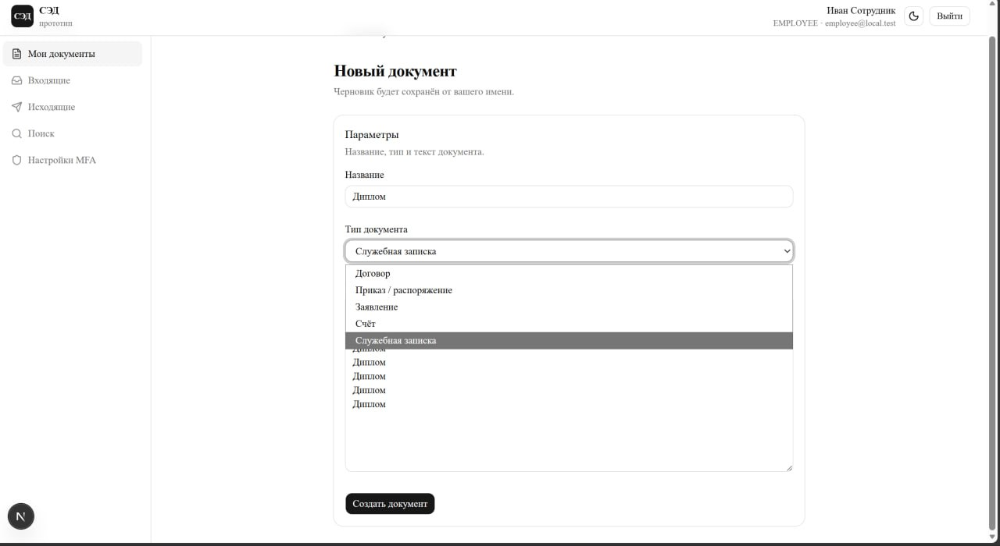 СЭД
СЭД
прототип
Иван Сотрудник
EMPLOYEE · employee@local.test
Выйти
Мои документы
Входящие
Исходящие
Поиск
Настройки MFA
Новый документ
Черновик будет сохранён от вашего имени.
Параметры
Название, тип и текст документа.
Название
Диплом
Тип документа
Служебная записка
Договор
Приказ / распоряжение
Заявление
Счёт
Служебная записка
Диплом
Диплом
Диплом
Диплом
Диплом
Создать документ
N